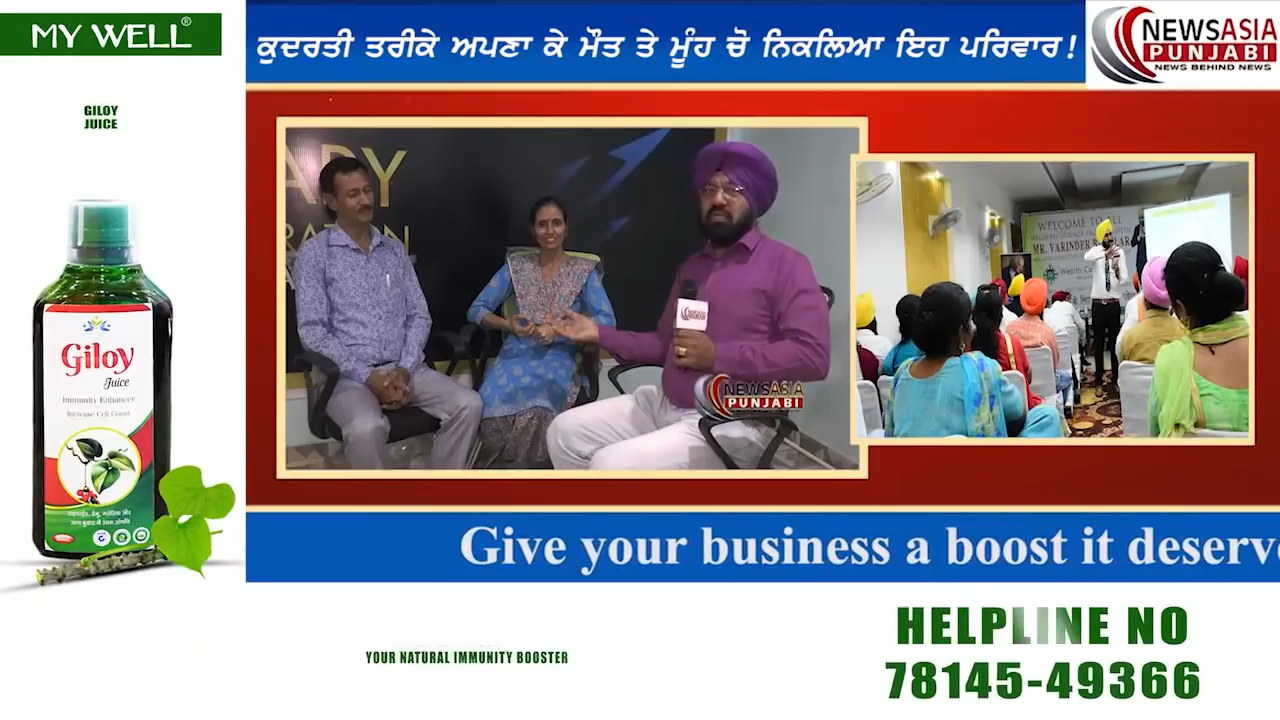 MY WELL®
ਕੁਦਰਤੀ ਤਰੀਕੇ ਅਪਣਾ ਕੇ ਮੌਤ ਤੇ ਮੂੰਹ ਚੋ ਨਿਕਲਿਆ ਇਹ ਪਰਿਵਾਰ!
NEWSASIA
PUNJABI
NEWS BEHIND NEWS
GILOY
JUICE
Giloy
Juice
Immunity Enhancer
Increase Cell Count
WELCOME TO ALL
MR. VARINDER
NEWSASIA
PUNJABI
Give your business a boost it deserv
YOUR NATURAL IMMUNITY BOOSTER
HELPLINE NO
78145-49366